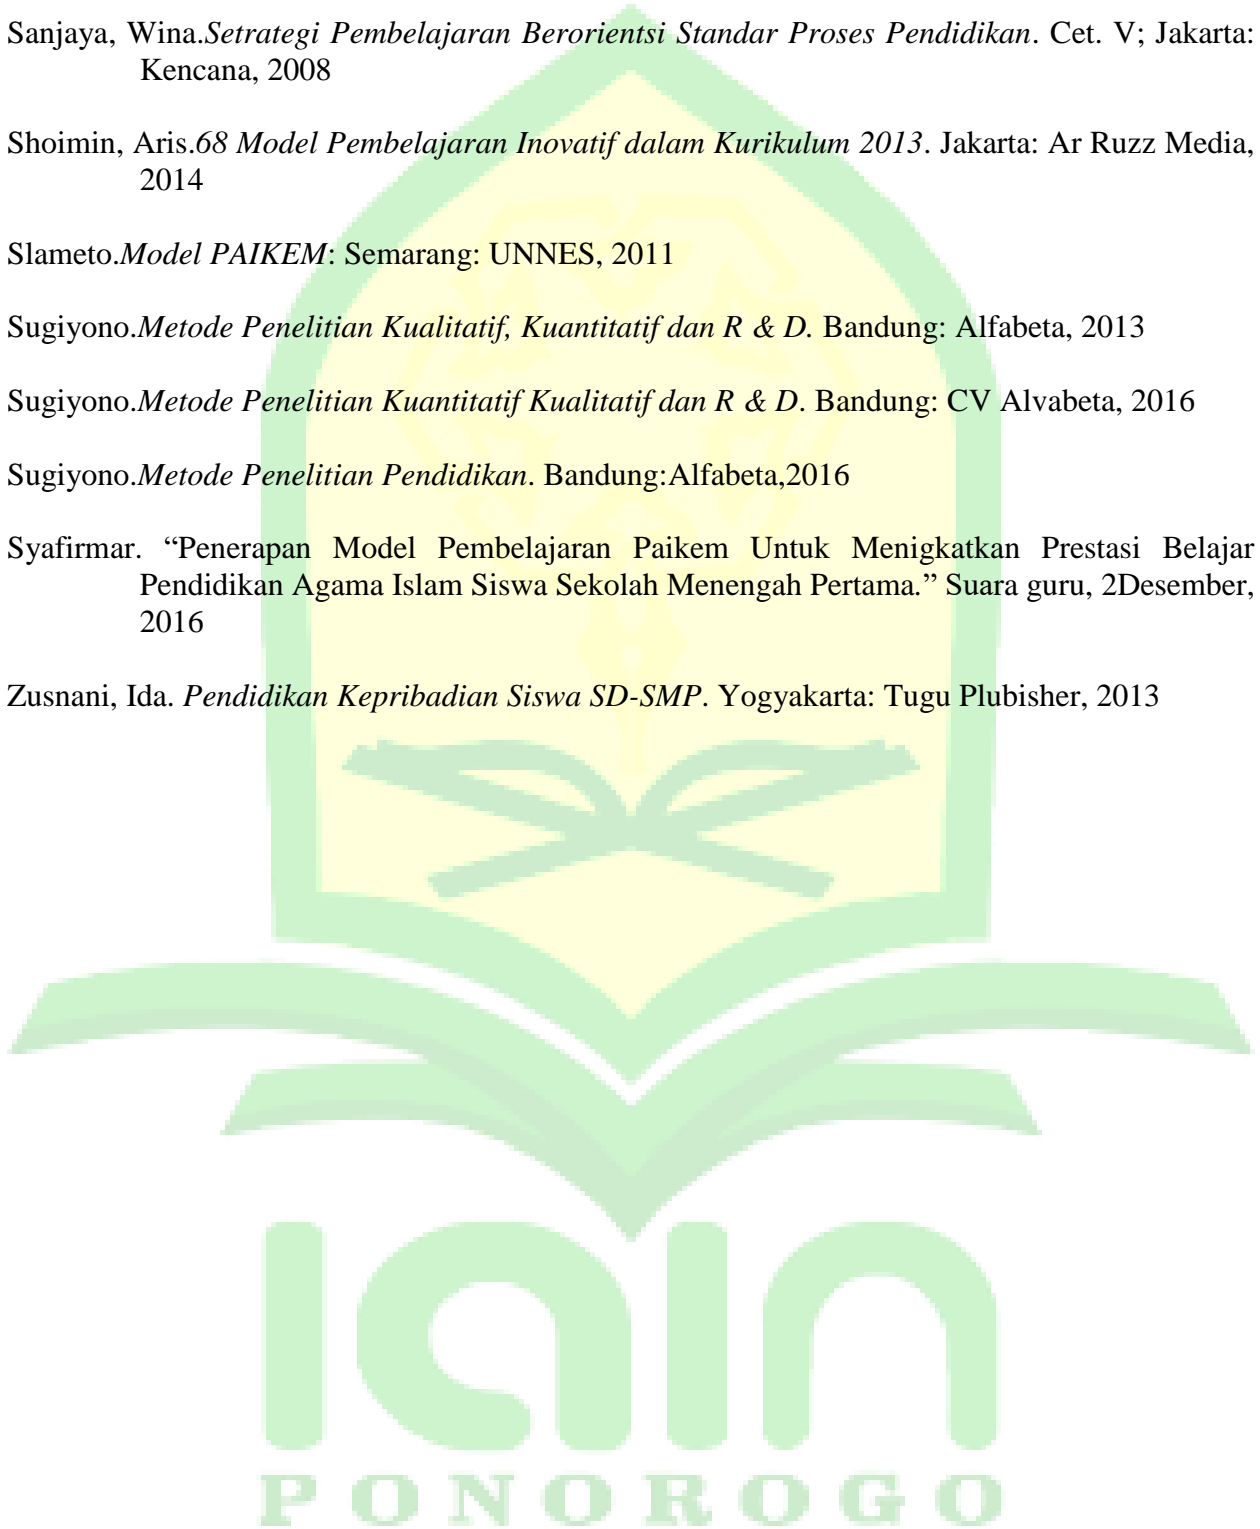 Sanjaya, Wina.Setrategi Pembelajaran Berorientsi Standar Proses Pendidikan. Cet. V; Jakarta:
Kencana, 2008
Shoimin, Aris.68 Model Pembelajaran Inovatif dalam Kurikulum 2013. Jakarta: Ar Ruzz Media,
2014
Slameto.Model PAIKEM: Semarang: UNNES, 2011
Sugiyono.Metode Penelitian Kualitatif, Kuantitatif dan R & D. Bandung: Alfabeta, 2013
Sugiyono.Metode Penelitian Kuantitatif Kualitatif dan R & D. Bandung: CV Alvabeta, 2016
Sugiyono.Metode Penelitian Pendidikan. Bandung:Alfabeta,2016
Syafirmar. “Penerapan Model Pembelajaran Paikem Untuk Menigkatkan Prestasi Belajar
Pendidikan Agama Islam Siswa Sekolah Menengah Pertama.” Suara guru, 2Desember,
2016
Zusnani, Ida. Pendidikan Kepribadian Siswa SD-SMP. Yogyakarta: Tugu Plubisher, 2013
iain
PONOROGO